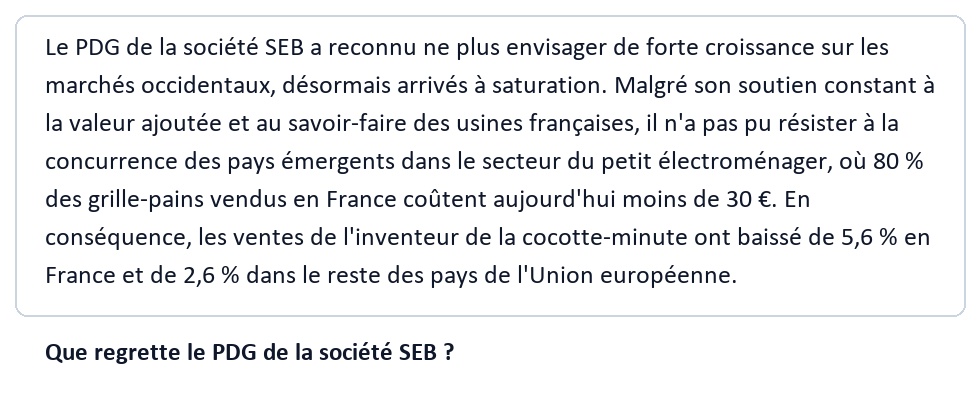 Le PDG de la société SEB a reconnu ne plus envisager de forte croissance sur les
marchés occidentaux, désormais arrivés à saturation. Malgré son soutien constant à
la valeur ajoutée et au savoir-faire des usines françaises, il n'a pas pu résister à la
concurrence des pays émergents dans le secteur du petit électroménager, où 80 %
des grille-pains vendus en France coûtent aujourd'hui moins de 30 €. En
conséquence, les ventes de l'inventeur de la cocotte-minute ont baissé de 5,6 % en
France et de 2,6 % dans le reste des pays de l'Union européenne.
Que regrette le PDG de la société SEB ?